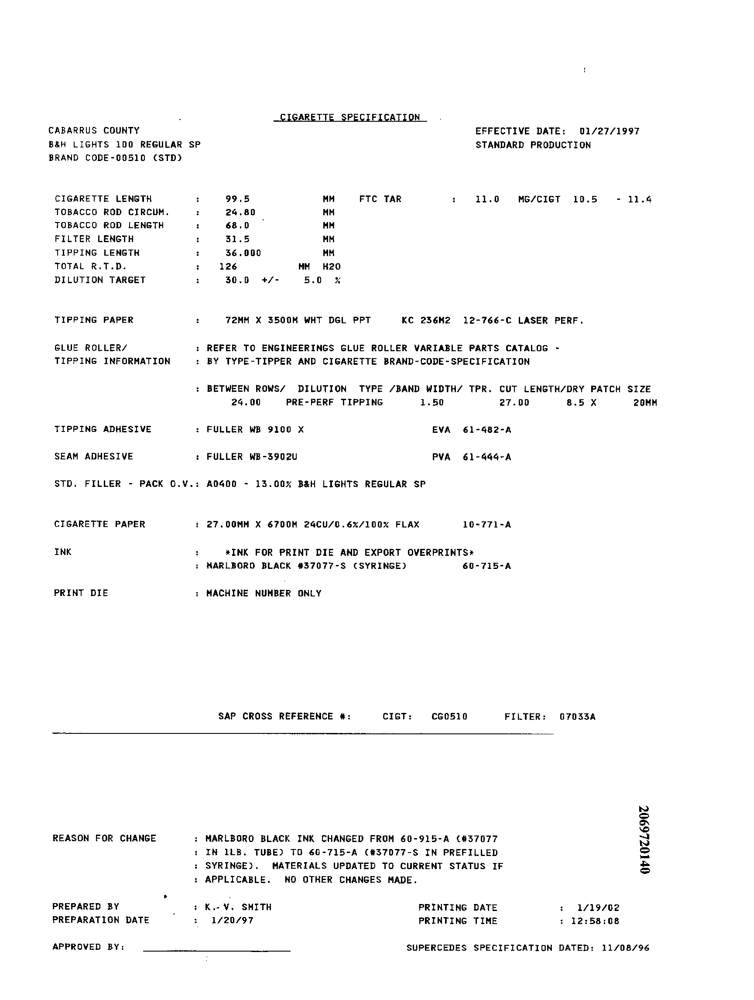 CIGARETTE SPECIFICATION
CABARRUS COUNTY EFFECTIVE DATE: 01/27/1997
B&H LIGHTS 100 REGULAR SP STANDARD PRODUCTION
BRAND CODE-00510 (STD)
CIGARETTE LENGTH : 99.5 MM FTC TAR : 11.0 MG/CIGT 10.5 - 11.4
TOBACCO ROD CIRCUM. : 24.80 MM
TOBACCO ROD LENGTH : 68.0 MM
FILTER LENGTH : 31.5 MM
TIPPING LENGTH : 36.000 MM
TOTAL R.T.D. : 126 MM H2O
DILUTION TARGET : 30.0 +/- 5.0 %
TIPPING PAPER : 72MM X 3500M WHT DGL PPT KC 236M2 12-766-C LASER PERF.
GLUE ROLLER/ : REFER TO ENGINEERINGS GLUE ROLLER VARIABLE PARTS CATALOG -
TIPPING INFORMATION : BY TYPE-TIPPER AND CIGARETTE BRAND-CODE-SPECIFICATION
: BETWEEN ROWS/ DILUTION TYPE /BAND WIDTH/ TPR. CUT LENGTH/DRY PATCH SIZE
24.00 PRE-PERF TIPPING 1.50 27.00 8.5 X 20MM
TIPPING ADHESIVE : FULLER WB 9100 X EVA 61-482-A
SEAM ADHESIVE : FULLER WB-3902U PVA 61-444-A
STD. FILLER - PACK O.V.: A0400 - 13.00% B&H LIGHTS REGULAR SP
CIGARETTE PAPER : 27.00MM X 6700M 24CU/0.6%/100% FLAX 10-771-A
INK : *INK FOR PRINT DIE AND EXPORT OVERPRINTS*
: MARLBORO BLACK #37077-S (SYRINGE) 60-715-A
PRINT DIE : MACHINE NUMBER ONLY
SAP CROSS REFERENCE #: CIGT: CG0510 FILTER: 07033A
REASON FOR CHANGE : MARLBORO BLACK INK CHANGED FROM 60-915-A (#37077
: IN 1LB. TUBE) TO 60-715-A (#37077-S IN PREFILLED
: SYRINGE). MATERIALS UPDATED TO CURRENT STATUS IF
: APPLICABLE. NO OTHER CHANGES MADE.
PREPARED BY : K. V. SMITH PRINTING DATE : 1/19/02
PREPARATION DATE : 1/20/97 PRINTING TIME : 12:58:08
APPROVED BY: SUPERCEDES SPECIFICATION DATED: 11/08/96
2069720140